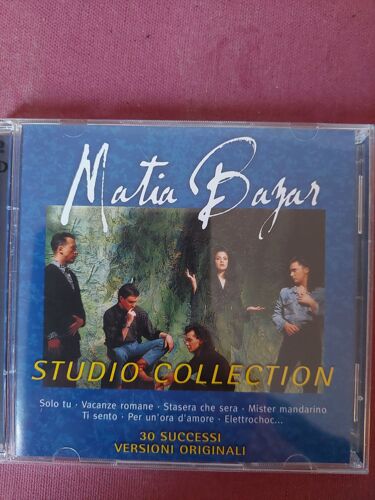 Matia Bazar
STUDIO COLLECTION
Solo tu · Vacanze romane · Stasera che sera · Mister mandarino
Ti sento · Per un'ora d'amore · Elettrochoc...
30 SUCCESSI
VERSIONI ORIGINALI